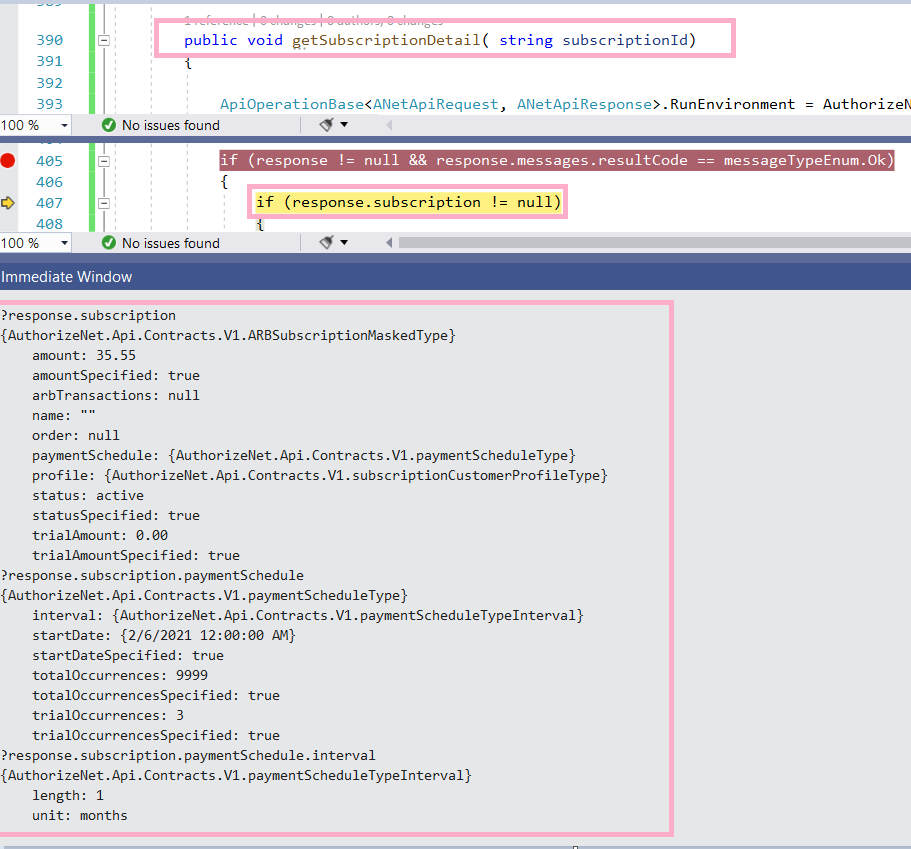 390 public void getSubscriptionDetail( string subscriptionId)
391 {
392
393 ApiOperationBase<ANetApiRequest, ANetApiResponse>.RunEnvironment = AuthorizeN
100 % No issues found
405 if (response != null && response.messages.resultCode == messageTypeEnum.Ok)
406 {
407 if (response.subscription != null)
408 {
100 % No issues found
Immediate Window
?response.subscription
{AuthorizeNet.Api.Contracts.V1.ARBSubscriptionMaskedType}
amount: 35.55
amountSpecified: true
arbTransactions: null
name: ""
order: null
paymentSchedule: {AuthorizeNet.Api.Contracts.V1.paymentScheduleType}
profile: {AuthorizeNet.Api.Contracts.V1.subscriptionCustomerProfileType}
status: active
statusSpecified: true
trialAmount: 0.00
trialAmountSpecified: true
?response.subscription.paymentSchedule
{AuthorizeNet.Api.Contracts.V1.paymentScheduleType}
interval: {AuthorizeNet.Api.Contracts.V1.paymentScheduleTypeInterval}
startDate: {2/6/2021 12:00:00 AM}
startDateSpecified: true
totalOccurrences: 9999
totalOccurrencesSpecified: true
trialOccurrences: 3
trialOccurrencesSpecified: true
?response.subscription.paymentSchedule.interval
{AuthorizeNet.Api.Contracts.V1.paymentScheduleTypeInterval}
length: 1
unit: months